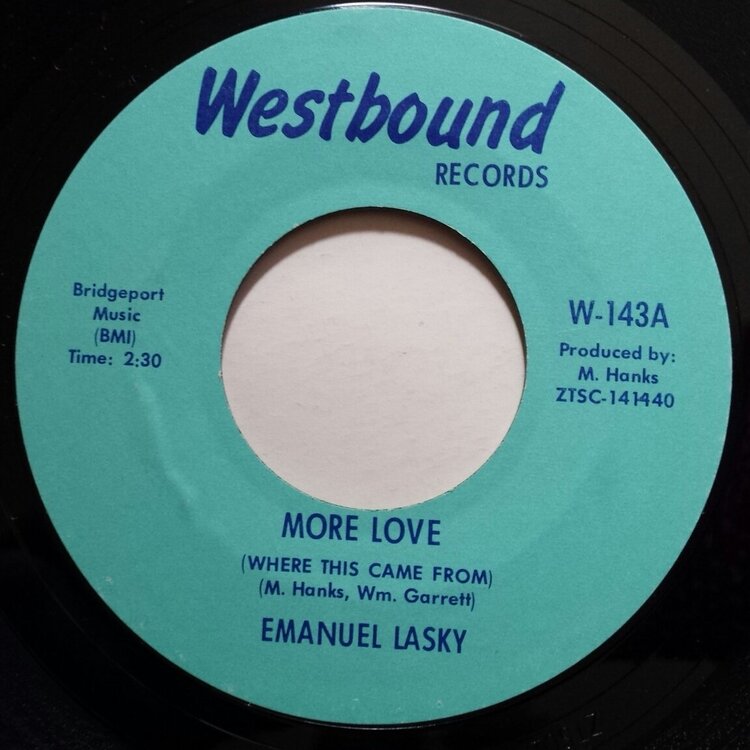 Westbound
RECORDS
Bridgeport
Music
(BMI)
Time: 2:30
W-143A
Produced by:
M. Hanks
ZTSC-141440
MORE LOVE
(WHERE THIS CAME FROM)
(M. Hanks, Wm. Garrett)
EMANUEL LASKY